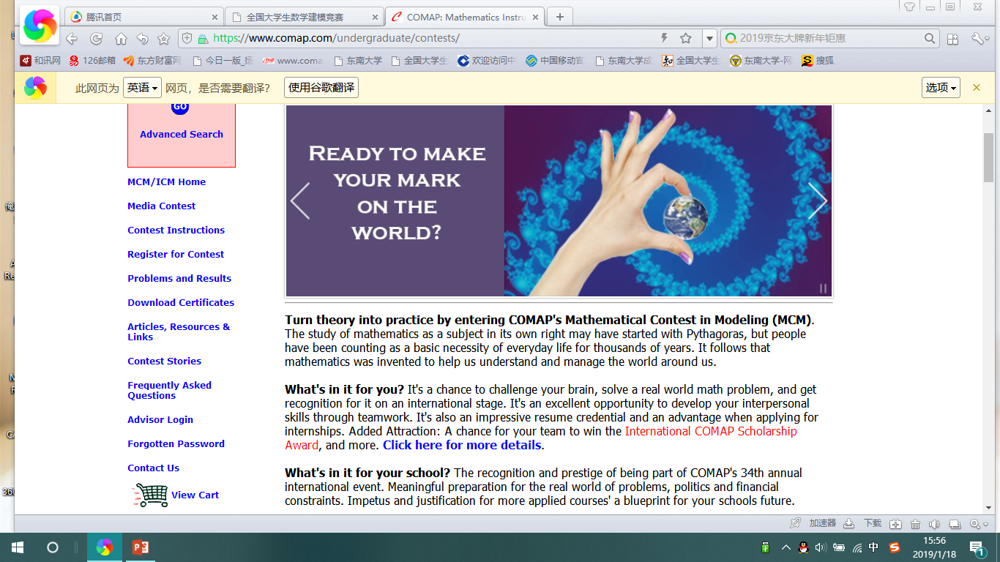 腾讯首页
全国大学生数学建模竞赛
COMAP: Mathematics Instru
https://www.comap.com/undergraduate/contests/
2019京东大牌新年钜惠
和讯网
126邮箱
东方财富网
今日一版_扬
www.coma
东南大学
全国大学生
欢迎访问中
中国移动官
东南大学成
全国大学生
东南大学-网
搜狐
此网页为 英语 网页，是否需要翻译? 使用谷歌翻译 选项
GO
Advanced Search
MCM/ICM Home
Media Contest
Contest Instructions
Register for Contest
Problems and Results
Download Certificates
Articles, Resources &
Links
Contest Stories
Frequently Asked
Questions
Advisor Login
Forgotten Password
Contact Us
View Cart
READY TO MAKE
YOUR MARK
ON THE
WORLD?
Turn theory into practice by entering COMAP's Mathematical Contest in Modeling (MCM).
The study of mathematics as a subject in its own right may have started with Pythagoras, but people
have been counting as a basic necessity of everyday life for thousands of years. It follows that
mathematics was invented to help us understand and manage the world around us.
What's in it for you? It's a chance to challenge your brain, solve a real world math problem, and get
recognition for it on an international stage. It's an excellent opportunity to develop your interpersonal
skills through teamwork. It's also an impressive resume credential and an advantage when applying for
internships. Added Attraction: A chance for your team to win the International COMAP Scholarship
Award, and more. Click here for more details.
What's in it for your school? The recognition and prestige of being part of COMAP's 34th annual
international event. Meaningful preparation for the real world of problems, politics and financial
constraints. Impetus and justification for more applied courses' a blueprint for your schools future.
加速器
下载
中
15:56
2019/1/18
1